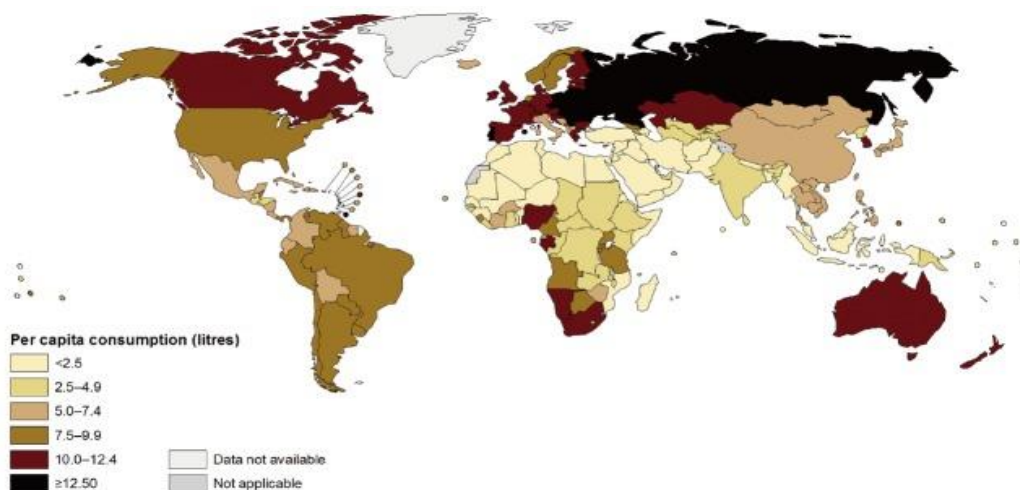 Per capita consumption (litres)
<2.5
2.5–4.9
5.0–7.4
7.5–9.9
10.0–12.4
≥12.50
Data not available
Not applicable